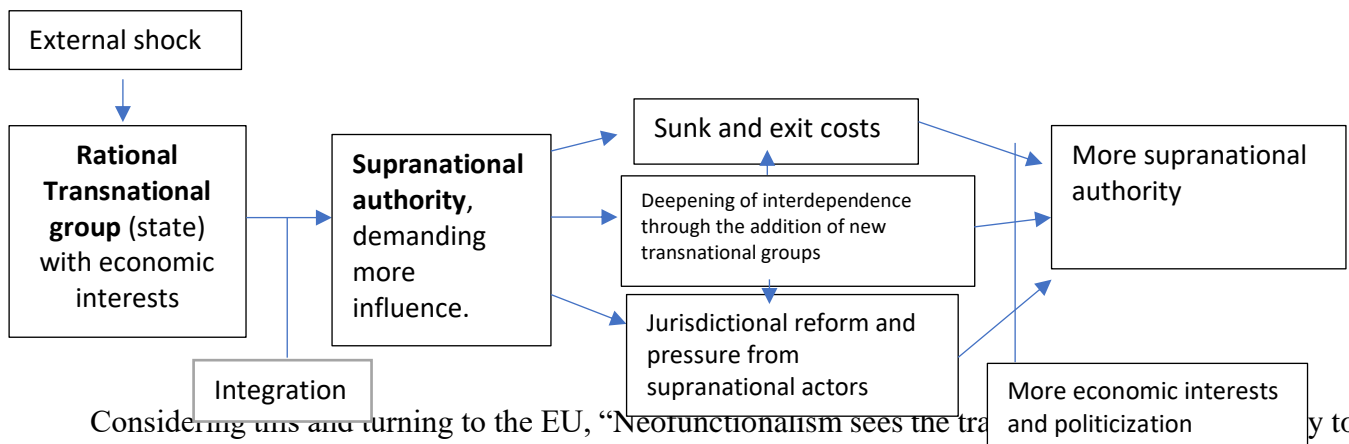 External shock
Rational
Transnational
group (state)
with economic
interests
Integration
Supranational
authority,
demanding
more
influence.
Sunk and exit costs
Deepening of interdependence
through the addition of new
transnational groups
Jurisdictional reform and
pressure from
supranational actors
More supranational
authority
More economic interests
and politicization
Considering this and turning to the EU, “Neofunctionalism sees the